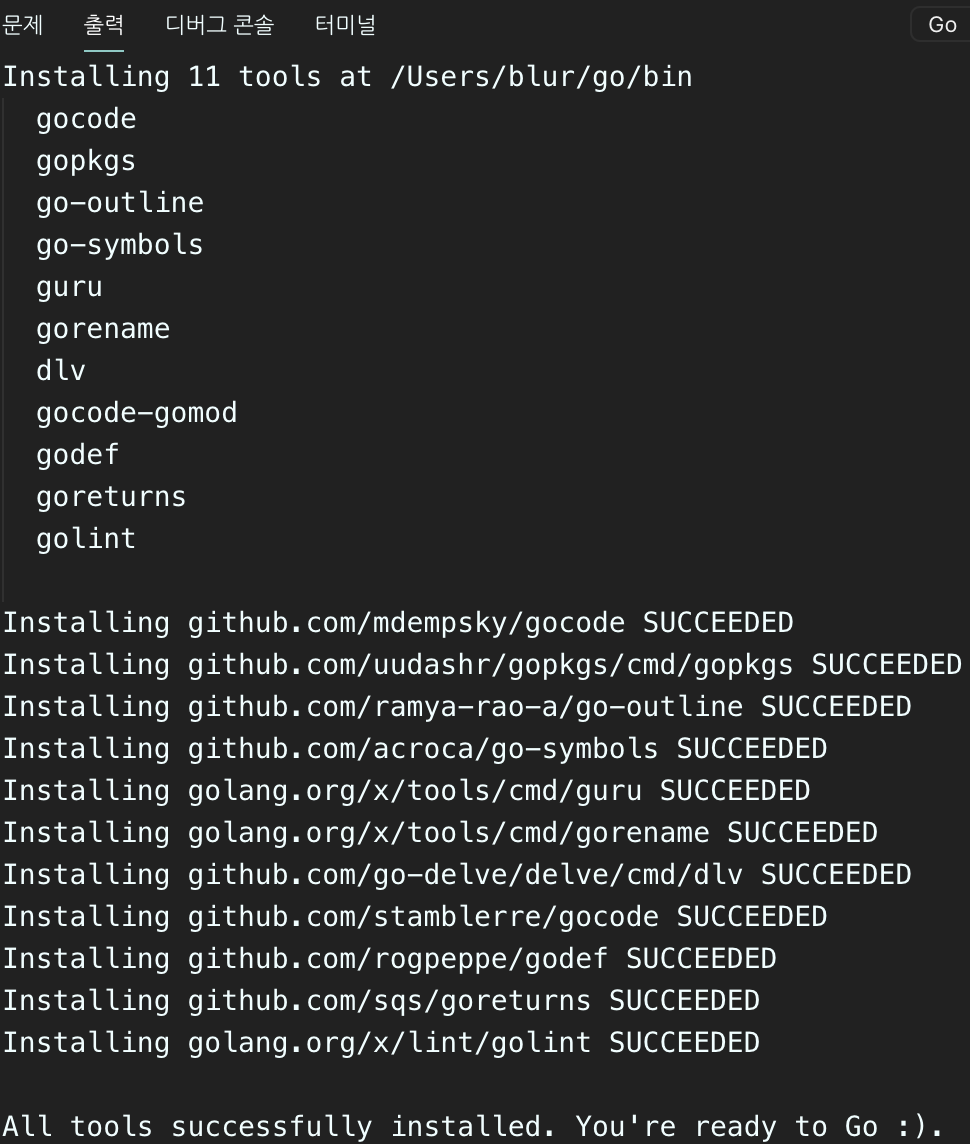 문제 출력 디버그 콘솔 터미널 Go
Installing 11 tools at /Users/blur/go/bin
gocode
gopkgs
go-outline
go-symbols
guru
gorename
dlv
gocode-gomod
godef
goreturns
golint
Installing github.com/mdempsky/gocode SUCCEEDED
Installing github.com/uudashr/gopkgs/cmd/gopkgs SUCCEEDED
Installing github.com/ramya-rao-a/go-outline SUCCEEDED
Installing github.com/acroca/go-symbols SUCCEEDED
Installing golang.org/x/tools/cmd/guru SUCCEEDED
Installing golang.org/x/tools/cmd/gorename SUCCEEDED
Installing github.com/go-delve/delve/cmd/dlv SUCCEEDED
Installing github.com/stamblerre/gocode SUCCEEDED
Installing github.com/rogpeppe/godef SUCCEEDED
Installing github.com/sqs/goreturns SUCCEEDED
Installing golang.org/x/lint/golint SUCCEEDED
All tools successfully installed. You're ready to Go :).